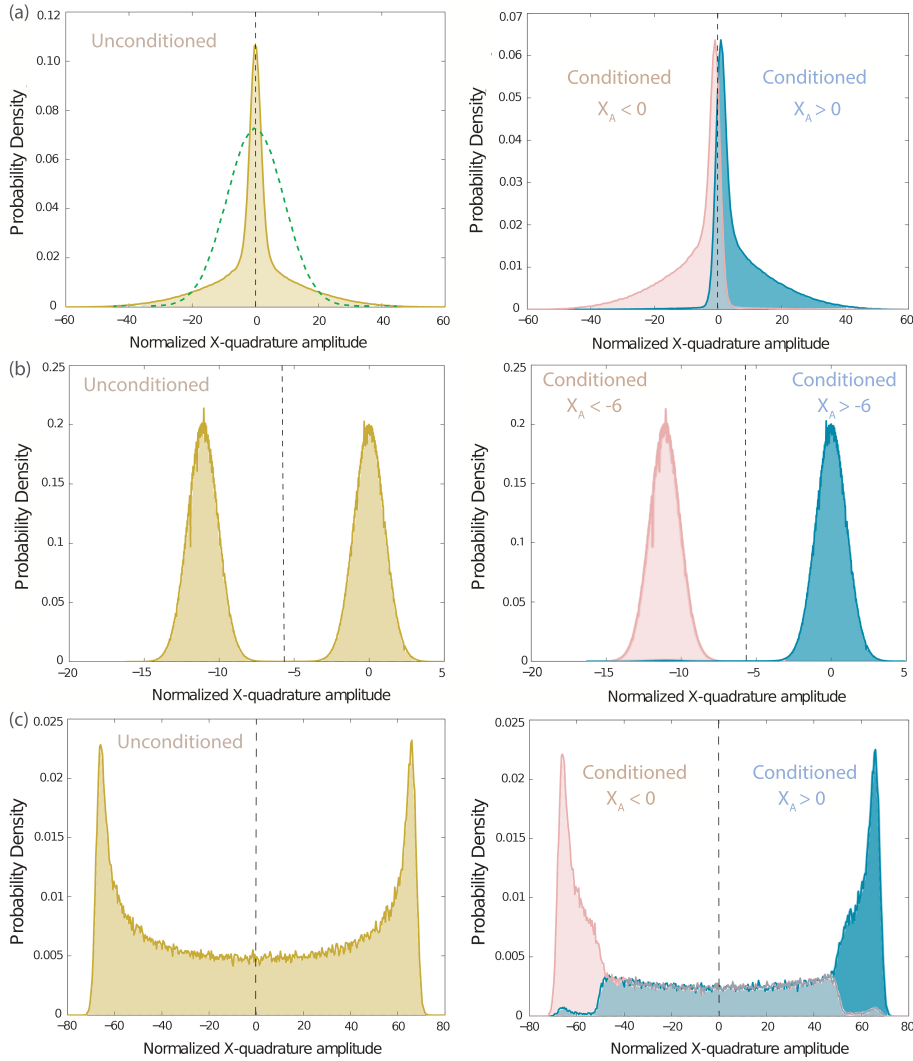 (a)
Unconditioned
Probability Density
0.12
0.10
0.08
0.06
0.04
0.02
0
−60
−40
−20
0
20
40
60
Normalized X-quadrature amplitude
Conditioned
X_A < 0
Conditioned
X_A > 0
Probability Density
0.07
0.06
0.05
0.04
0.03
0.02
0.01
0
−60
−40
−20
0
20
40
60
Normalized X-quadrature amplitude
(b)
Unconditioned
Probability Density
0.25
0.2
0.15
0.1
0.05
0
−20
−15
−10
−5
0
5
Normalized X-quadrature amplitude
Conditioned
X_A < -6
Conditioned
X_A > -6
Probability Density
0.25
0.2
0.15
0.1
0.05
0
−20
−15
−10
−5
0
5
Normalized X-quadrature amplitude
(c)
Unconditioned
Probability Density
0.025
0.02
0.015
0.01
0.005
0
−80
−60
−40
−20
0
20
40
60
80
Normalized X-quadrature amplitude
Conditioned
X_A < 0
Conditioned
X_A > 0
Probability Density
0.025
0.02
0.015
0.01
0.005
0
−80
−60
−40
−20
0
20
40
60
80
Normalized X-quadrature amplitude